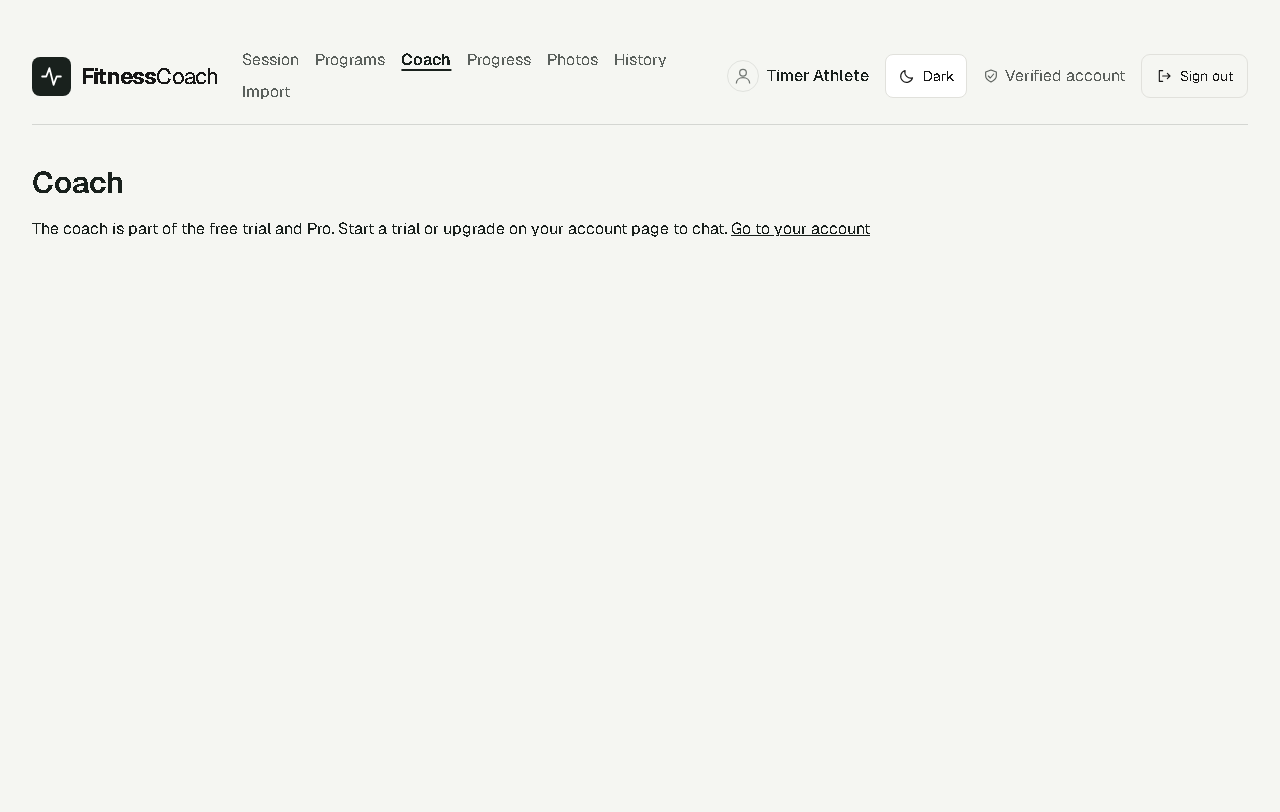 FitnessCoach
Session Programs Coach Progress Photos History
Import
Timer Athlete
Dark
Verified account
Sign out
Coach
The coach is part of the free trial and Pro. Start a trial or upgrade on your account page to chat. Go to your account